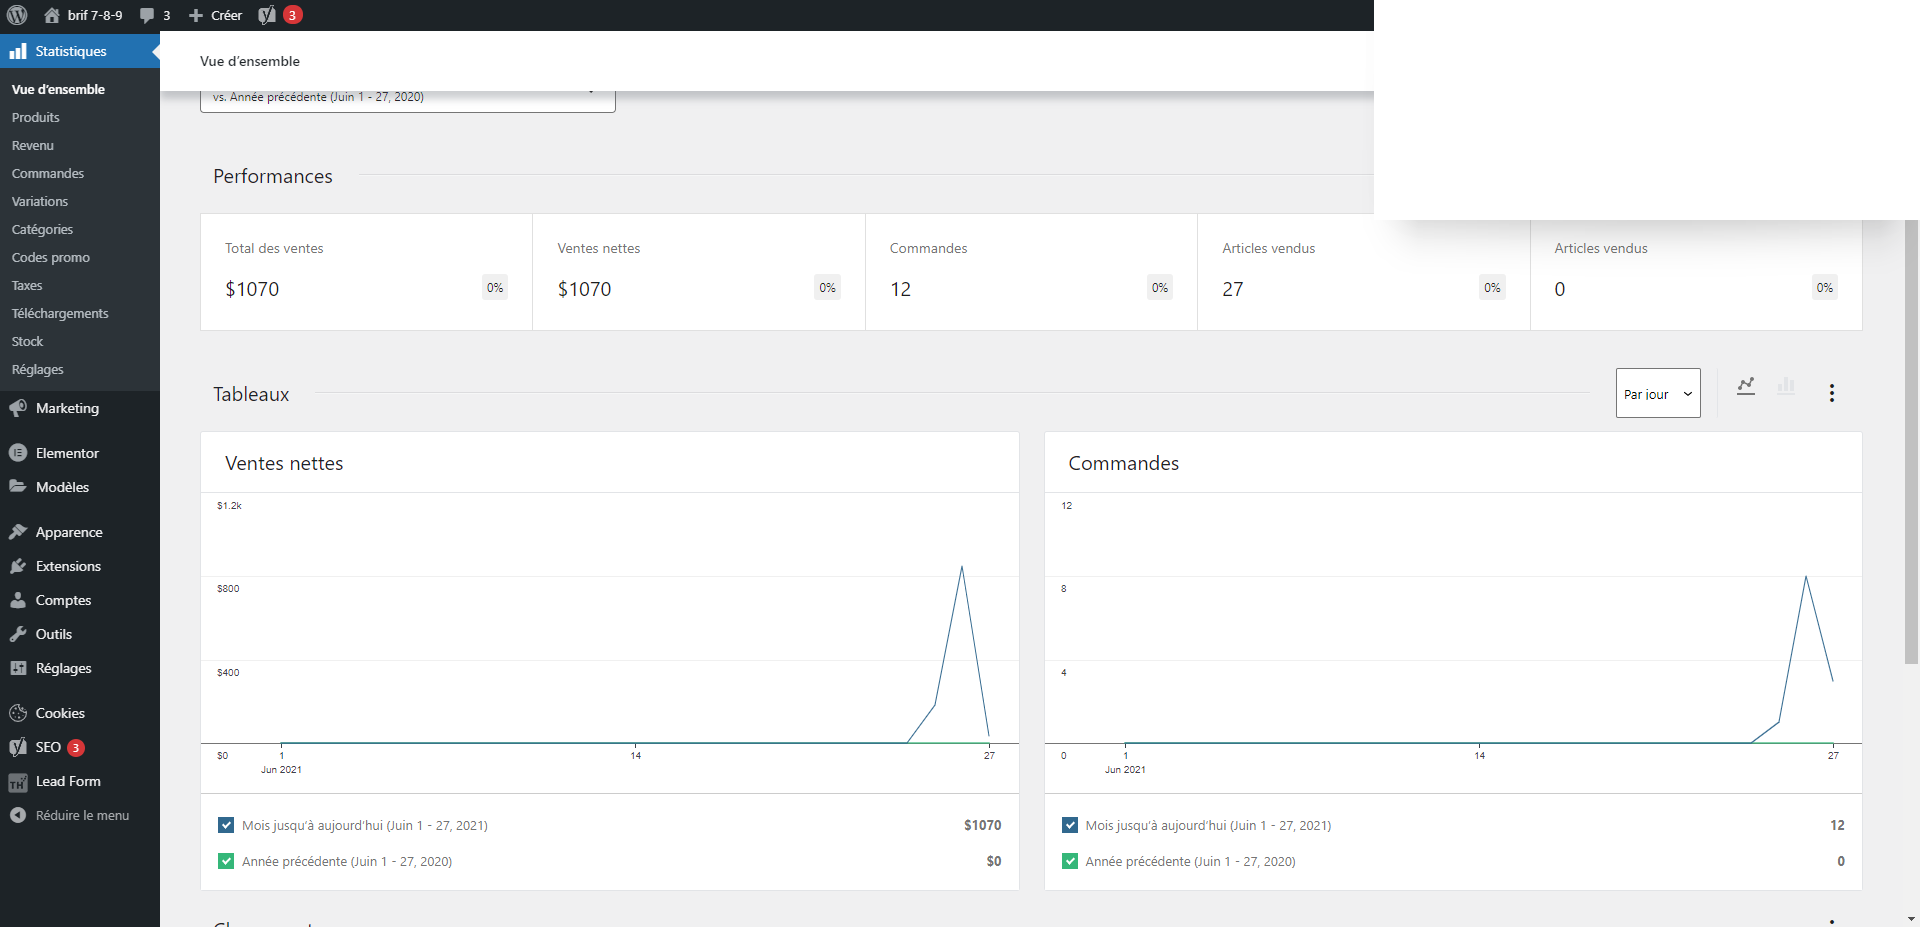 brif 7-8-9
3
Créer
3
Statistiques
Vue d'ensemble
Produits
Revenu
Commandes
Variations
Catégories
Codes promo
Taxes
Téléchargements
Stock
Réglages
Marketing
Elementor
Modèles
Apparence
Extensions
Comptes
Outils
Réglages
Cookies
SEO 3
Lead Form
Réduire le menu
Vue d'ensemble
vs. Année précédente (Juin 1 - 27, 2020)
Performances
Total des ventes
$1070
0%
Ventes nettes
$1070
0%
Commandes
12
0%
Articles vendus
27
0%
Articles vendus
0
0%
Tableaux
Par jour
Ventes nettes
$1.2k
$800
$400
$0
1
14
27
Jun 2021
Mois jusqu'à aujourd'hui (Juin 1 - 27, 2021)
$1070
Année précédente (Juin 1 - 27, 2020)
$0
Commandes
12
8
4
0
1
14
27
Jun 2021
Mois jusqu'à aujourd'hui (Juin 1 - 27, 2021)
12
Année précédente (Juin 1 - 27, 2020)
0